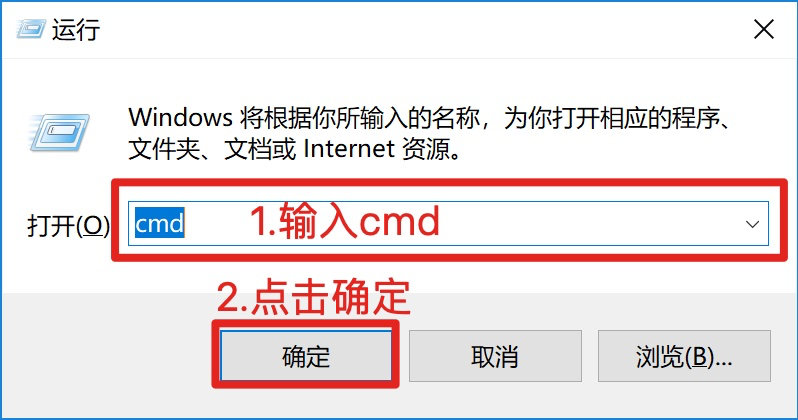 运行
Windows 将根据你所输入的名称，为你打开相应的程序、
文件夹、文档或 Internet 资源。
打开(O)
cmd
1.输入cmd
2.点击确定
确定
取消
浏览(B)...